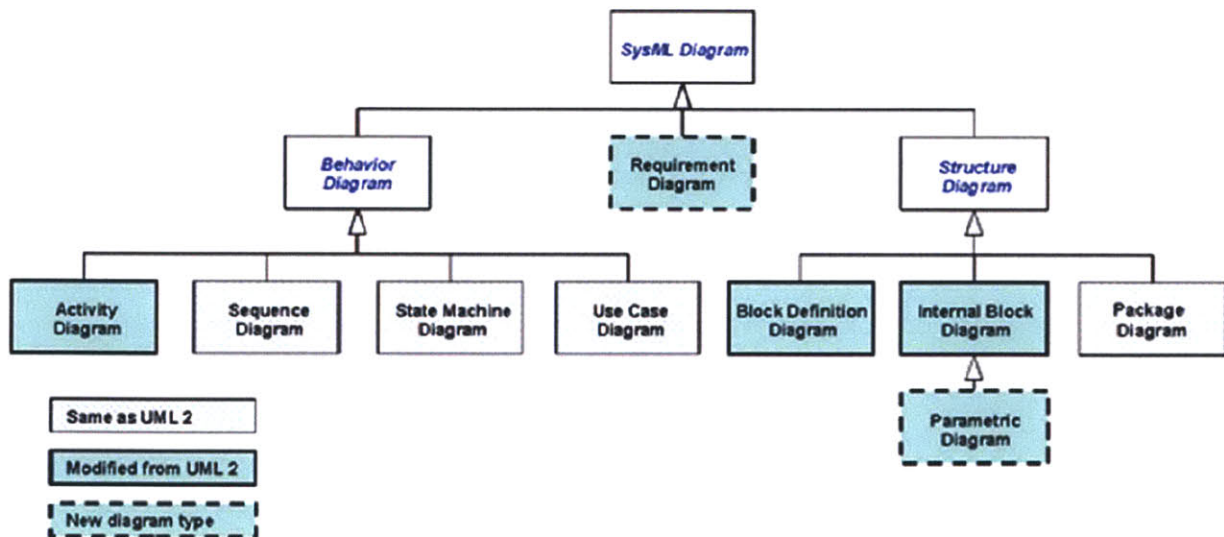 SysML Diagram
Behavior
Diagram
Requirement
Diagram
Structure
Diagram
Activity
Diagram
Sequence
Diagram
State Machine
Diagram
Use Case
Diagram
Block Definition
Diagram
Internal Block
Diagram
Package
Diagram
Parametric
Diagram
Same as UML 2
Modified from UML 2
New diagram type